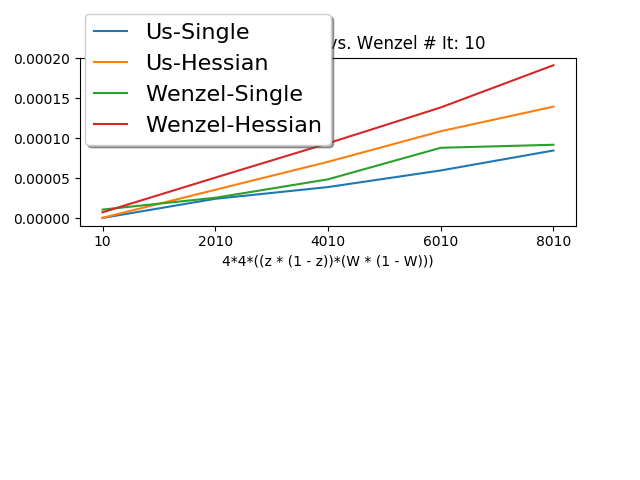 Us-Single
Us-Hessian
Wenzel-Single
Wenzel-Hessian
vs. Wenzel # It: 10
0.00020
0.00015
0.00010
0.00005
0.00000
10 2010 4010 6010 8010
4*4*((z * (1 - z))*(W * (1 - W)))